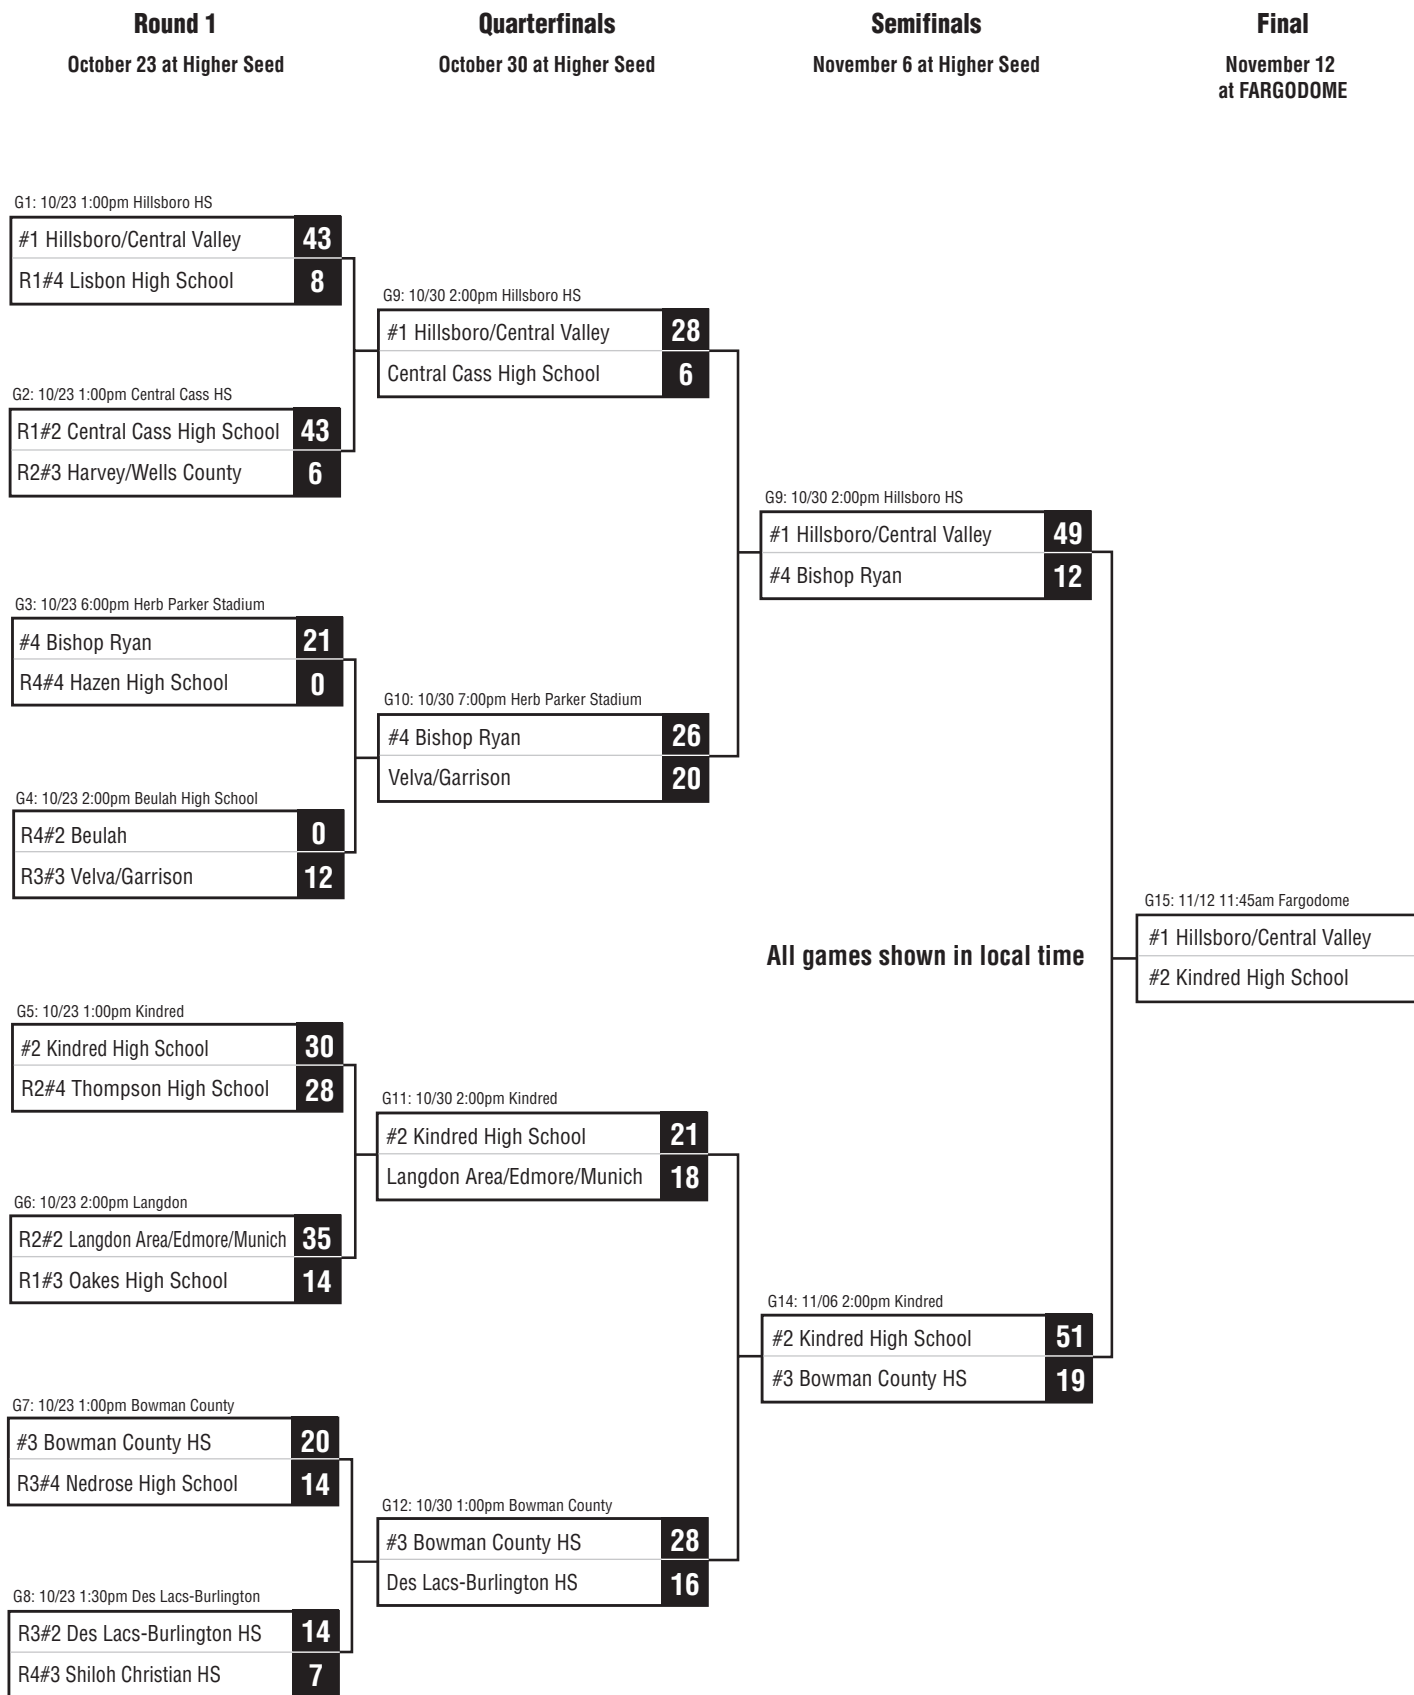 Round 1
October 23 at Higher Seed
Quarterfinals
October 30 at Higher Seed
Semifinals
November 6 at Higher Seed
Final
November 12
at FARGODOME
G1: 10/23 1:00pm Hillsboro HS
#1 Hillsboro/Central Valley 43
R1#4 Lisbon High School 8
G2: 10/23 1:00pm Central Cass HS
R1#2 Central Cass High School 43
R2#3 Harvey/Wells County 6
G3: 10/23 6:00pm Herb Parker Stadium
#4 Bishop Ryan 21
R4#4 Hazen High School 0
G4: 10/23 2:00pm Beulah High School
R4#2 Beulah 0
R3#3 Velva/Garrison 12
G5: 10/23 1:00pm Kindred
#2 Kindred High School 30
R2#4 Thompson High School 28
G6: 10/23 2:00pm Langdon
R2#2 Langdon Area/Edmore/Munich 35
R1#3 Oakes High School 14
G7: 10/23 1:00pm Bowman County
#3 Bowman County HS 20
R3#4 Nedrose High School 14
G8: 10/23 1:30pm Des Lacs-Burlington
R3#2 Des Lacs-Burlington HS 14
R4#3 Shiloh Christian HS 7
G9: 10/30 2:00pm Hillsboro HS
#1 Hillsboro/Central Valley 28
Central Cass High School 6
G10: 10/30 7:00pm Herb Parker Stadium
#4 Bishop Ryan 26
Velva/Garrison 20
G11: 10/30 2:00pm Kindred
#2 Kindred High School 21
Langdon Area/Edmore/Munich 18
G12: 10/30 1:00pm Bowman County
#3 Bowman County HS 28
Des Lacs-Burlington HS 16
G9: 10/30 2:00pm Hillsboro HS
#1 Hillsboro/Central Valley 49
#4 Bishop Ryan 12
All games shown in local time
G14: 11/06 2:00pm Kindred
#2 Kindred High School 51
#3 Bowman County HS 19
G15: 11/12 11:45am Fargodome
#1 Hillsboro/Central Valley
#2 Kindred High School